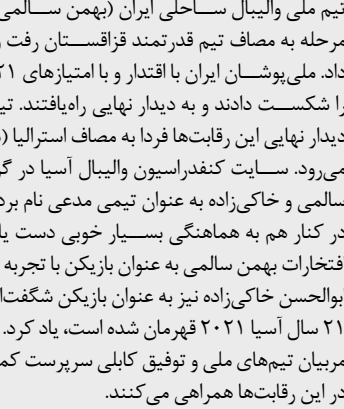 تیم ملی والیبال ساحلی ایران (بهمن سالمی
مرحله به مصاف تیم قدرتمند قزاقستان رفت و
داد. ملی‌پوشان ایران با اقتدار و با امتیازهای ۲۱
را شکست دادند و به دیدار نهایی راه‌یافتند. تی
دیدار نهایی این رقابت‌ها فردا به مصاف استرالیا
می‌رود. سایت کنفدراسیون والیبال آسیا در گ
سالمی و خاکی‌زاده به عنوان تیمی مدعی نام برد
در کنار هم به هماهنگی بسیار خوبی دست یا
فتخارات بهمن سالمی به عنوان بازیکن با تجربه
ابوالحسن خاکی‌زاده نیز به عنوان بازیکن شگفت‌ا
۲۱ سال آسیا ۲۰۲۱ قهرمان شده است، یاد کرد.
مربیان تیم‌های ملی و توفیق کابلی سرپرست کم
در این رقابت‌ها همراهی می‌کنند.